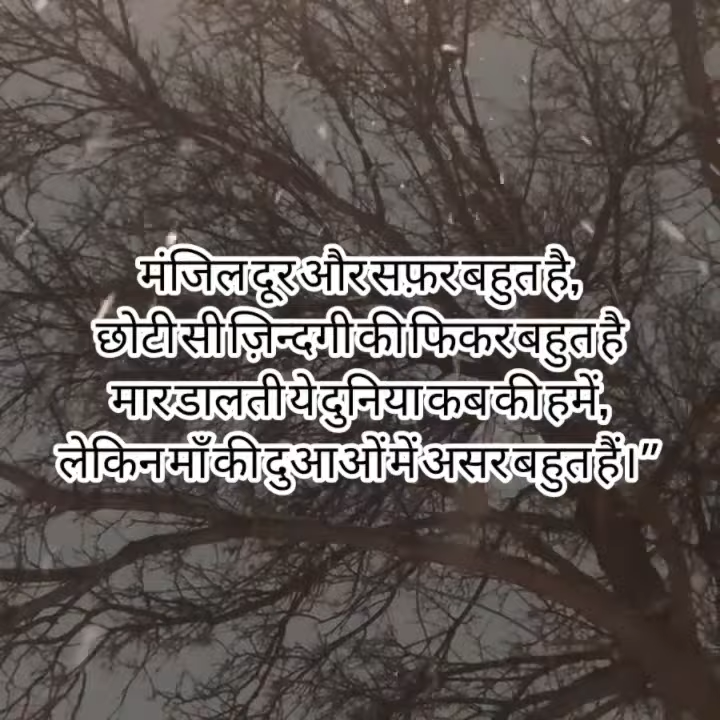 मंजिल दूर और सफ़र बहुत है,
छोटी सी ज़िन्दगी की फिकर बहुत है
मार डालती ये दुनिया कब की हमें,
लेकिन माँ की दुआओं में असर बहुत हैं।”